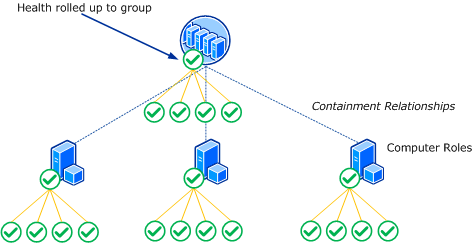 Health rolled up to group
Containment Relationships
Computer Roles